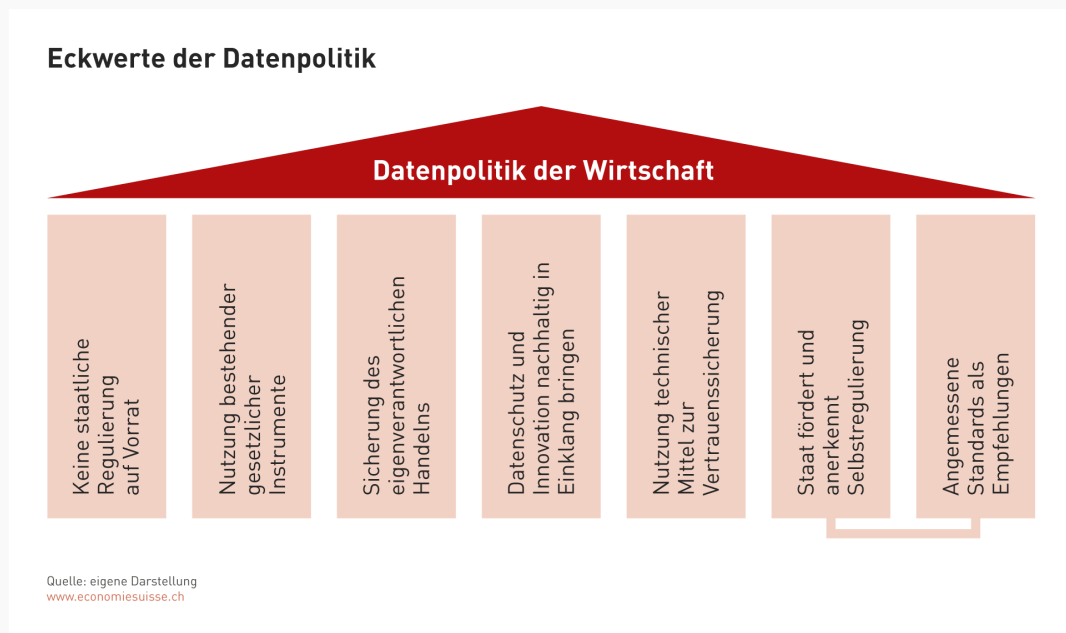 Eckwerte der Datenpolitik
Datenpolitik der Wirtschaft
Keine staatliche
Regulierung
auf Vorrat
Nutzung bestehender
gesetzlicher
Instrumente
Sicherung des
eigenverantwortlichen
Handelns
Datenschutz und
Innovation nachhaltig in
Einklang bringen
Nutzung technischer
Mittel zur
Vertrauenssicherung
Staat fördert und
anerkennt
Selbstregulierung
Angemessene
Standards als
Empfehlungen
Quelle: eigene Darstellung
www.economiesuisse.ch